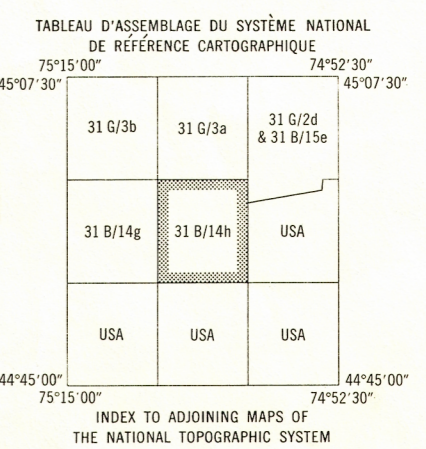 TABLEAU D'ASSEMBLAGE DU SYSTÈME NATIONAL
DE RÉFÉRENCE CARTOGRAPHIQUE
75°15'00" 74°52'30"
45°07'30" 45°07'30"
31 G/3b 31 G/3a 31 G/2d
& 31 B/15e
31 B/14g 31 B/14h USA
USA USA USA
44°45'00" 44°45'00"
75°15'00" 74°52'30"
INDEX TO ADJOINING MAPS OF
THE NATIONAL TOPOGRAPHIC SYSTEM